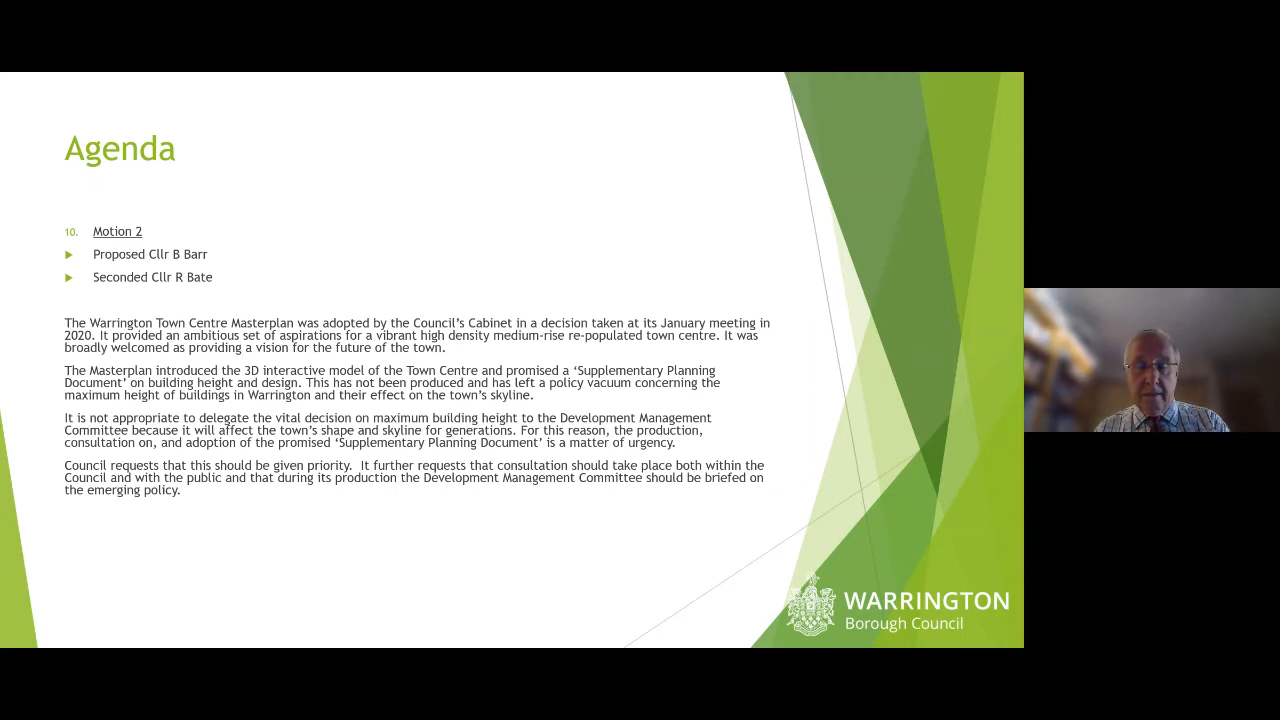 Agenda
10. Motion 2
Proposed Cllr B Barr
Seconded Cllr R Bate
The Warrington Town Centre Masterplan was adopted by the Council’s Cabinet in a decision taken at its January meeting in
2020. It provided an ambitious set of aspirations for a vibrant high density medium-rise re-populated town centre. It was
broadly welcomed as providing a vision for the future of the town.
The Masterplan introduced the 3D interactive model of the Town Centre and promised a ‘Supplementary Planning
Document’ on building height and design. This has not been produced and has left a policy vacuum concerning the
maximum height of buildings in Warrington and their effect on the town’s skyline.
It is not appropriate to delegate the vital decision on maximum building height to the Development Management
Committee because it will affect the town’s shape and skyline for generations. For this reason, the production,
consultation on, and adoption of the promised ‘Supplementary Planning Document’ is a matter of urgency.
Council requests that this should be given priority.  It further requests that consultation should take place both within the
Council and with the public and that during its production the Development Management Committee should be briefed on
the emerging policy.
WARRINGTON
Borough Council